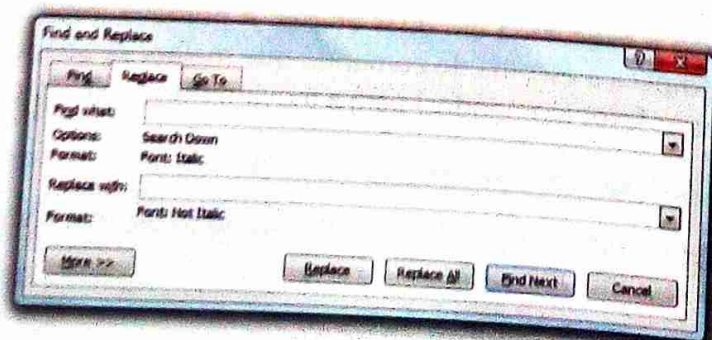 Find and Replace
Find Replace Go To
Find what:
Options: Search Down
Format: Font: Italic
Replace with:
Format: Font: Not Italic
More >> Replace Replace All Find Next Cancel